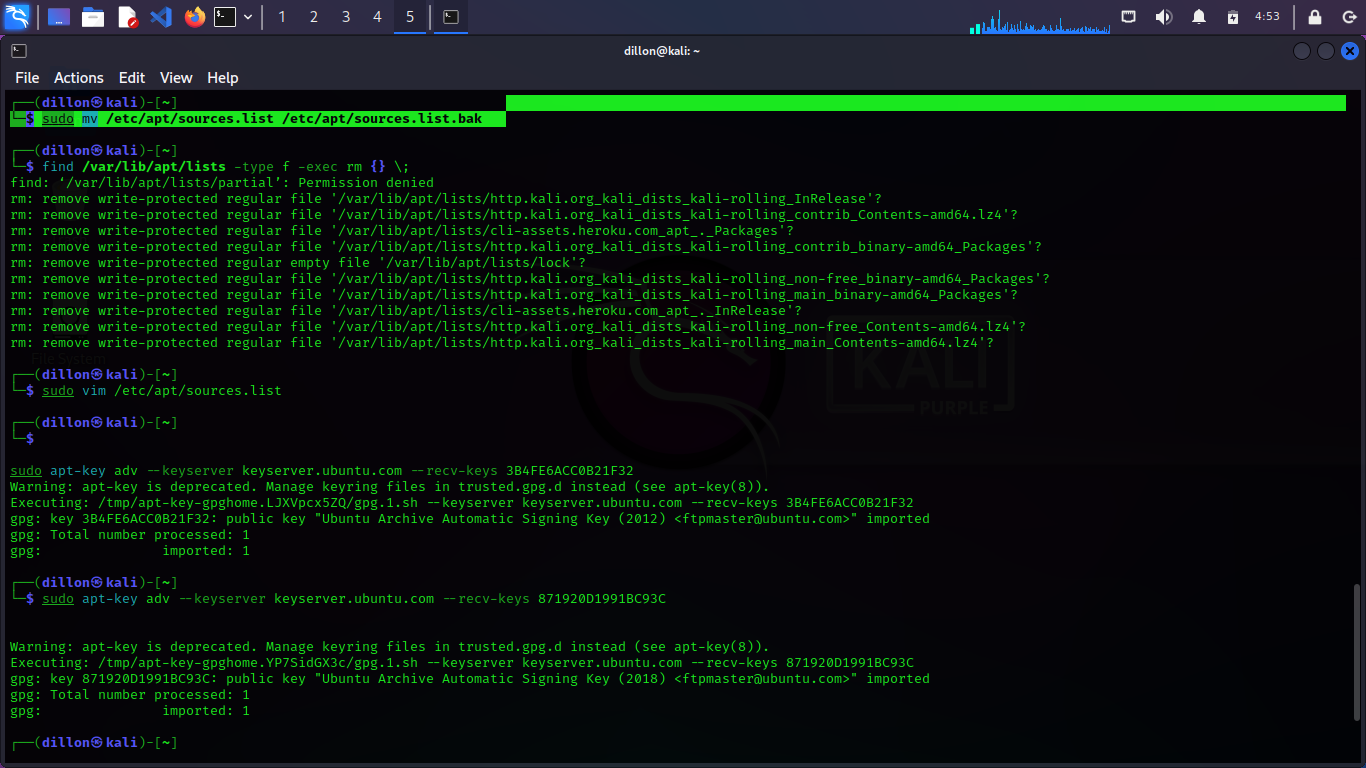 1 2 3 4 5
4:53
dillon@kali: ~
File Actions Edit View Help
┌──(dillon㉿kali)-[~]
└─$ sudo mv /etc/apt/sources.list /etc/apt/sources.list.bak
┌──(dillon㉿kali)-[~]
└─$ find /var/lib/apt/lists -type f -exec rm {} \;
find: ‘/var/lib/apt/lists/partial’: Permission denied
rm: remove write-protected regular file '/var/lib/apt/lists/http.kali.org_kali_dists_kali-rolling_InRelease'?
rm: remove write-protected regular file '/var/lib/apt/lists/http.kali.org_kali_dists_kali-rolling_contrib_Contents-amd64.lz4'?
rm: remove write-protected regular file '/var/lib/apt/lists/cli-assets.heroku.com_apt_._Packages'?
rm: remove write-protected regular file '/var/lib/apt/lists/http.kali.org_kali_dists_kali-rolling_contrib_binary-amd64_Packages'?
rm: remove write-protected regular empty file '/var/lib/apt/lists/lock'?
rm: remove write-protected regular file '/var/lib/apt/lists/http.kali.org_kali_dists_kali-rolling_non-free_binary-amd64_Packages'?
rm: remove write-protected regular file '/var/lib/apt/lists/http.kali.org_kali_dists_kali-rolling_main_binary-amd64_Packages'?
rm: remove write-protected regular file '/var/lib/apt/lists/cli-assets.heroku.com_apt_._InRelease'?
rm: remove write-protected regular file '/var/lib/apt/lists/http.kali.org_kali_dists_kali-rolling_non-free_Contents-amd64.lz4'?
rm: remove write-protected regular file '/var/lib/apt/lists/http.kali.org_kali_dists_kali-rolling_main_Contents-amd64.lz4'?
File System
KALI
PURPLE
┌──(dillon㉿kali)-[~]
└─$ sudo vim /etc/apt/sources.list
┌──(dillon㉿kali)-[~]
└─$
sudo apt-key adv --keyserver keyserver.ubuntu.com --recv-keys 3B4FE6ACC0B21F32
Warning: apt-key is deprecated. Manage keyring files in trusted.gpg.d instead (see apt-key(8)).
Executing: /tmp/apt-key-gpghome.LJXVpcx5ZQ/gpg.1.sh --keyserver keyserver.ubuntu.com --recv-keys 3B4FE6ACC0B21F32
gpg: key 3B4FE6ACC0B21F32: public key "Ubuntu Archive Automatic Signing Key (2012) <ftpmaster@ubuntu.com>" imported
gpg: Total number processed: 1
gpg:               imported: 1
┌──(dillon㉿kali)-[~]
└─$ sudo apt-key adv --keyserver keyserver.ubuntu.com --recv-keys 871920D1991BC93C
Warning: apt-key is deprecated. Manage keyring files in trusted.gpg.d instead (see apt-key(8)).
Executing: /tmp/apt-key-gpghome.YP7SidGX3c/gpg.1.sh --keyserver keyserver.ubuntu.com --recv-keys 871920D1991BC93C
gpg: key 871920D1991BC93C: public key "Ubuntu Archive Automatic Signing Key (2018) <ftpmaster@ubuntu.com>" imported
gpg: Total number processed: 1
gpg:               imported: 1
┌──(dillon㉿kali)-[~]